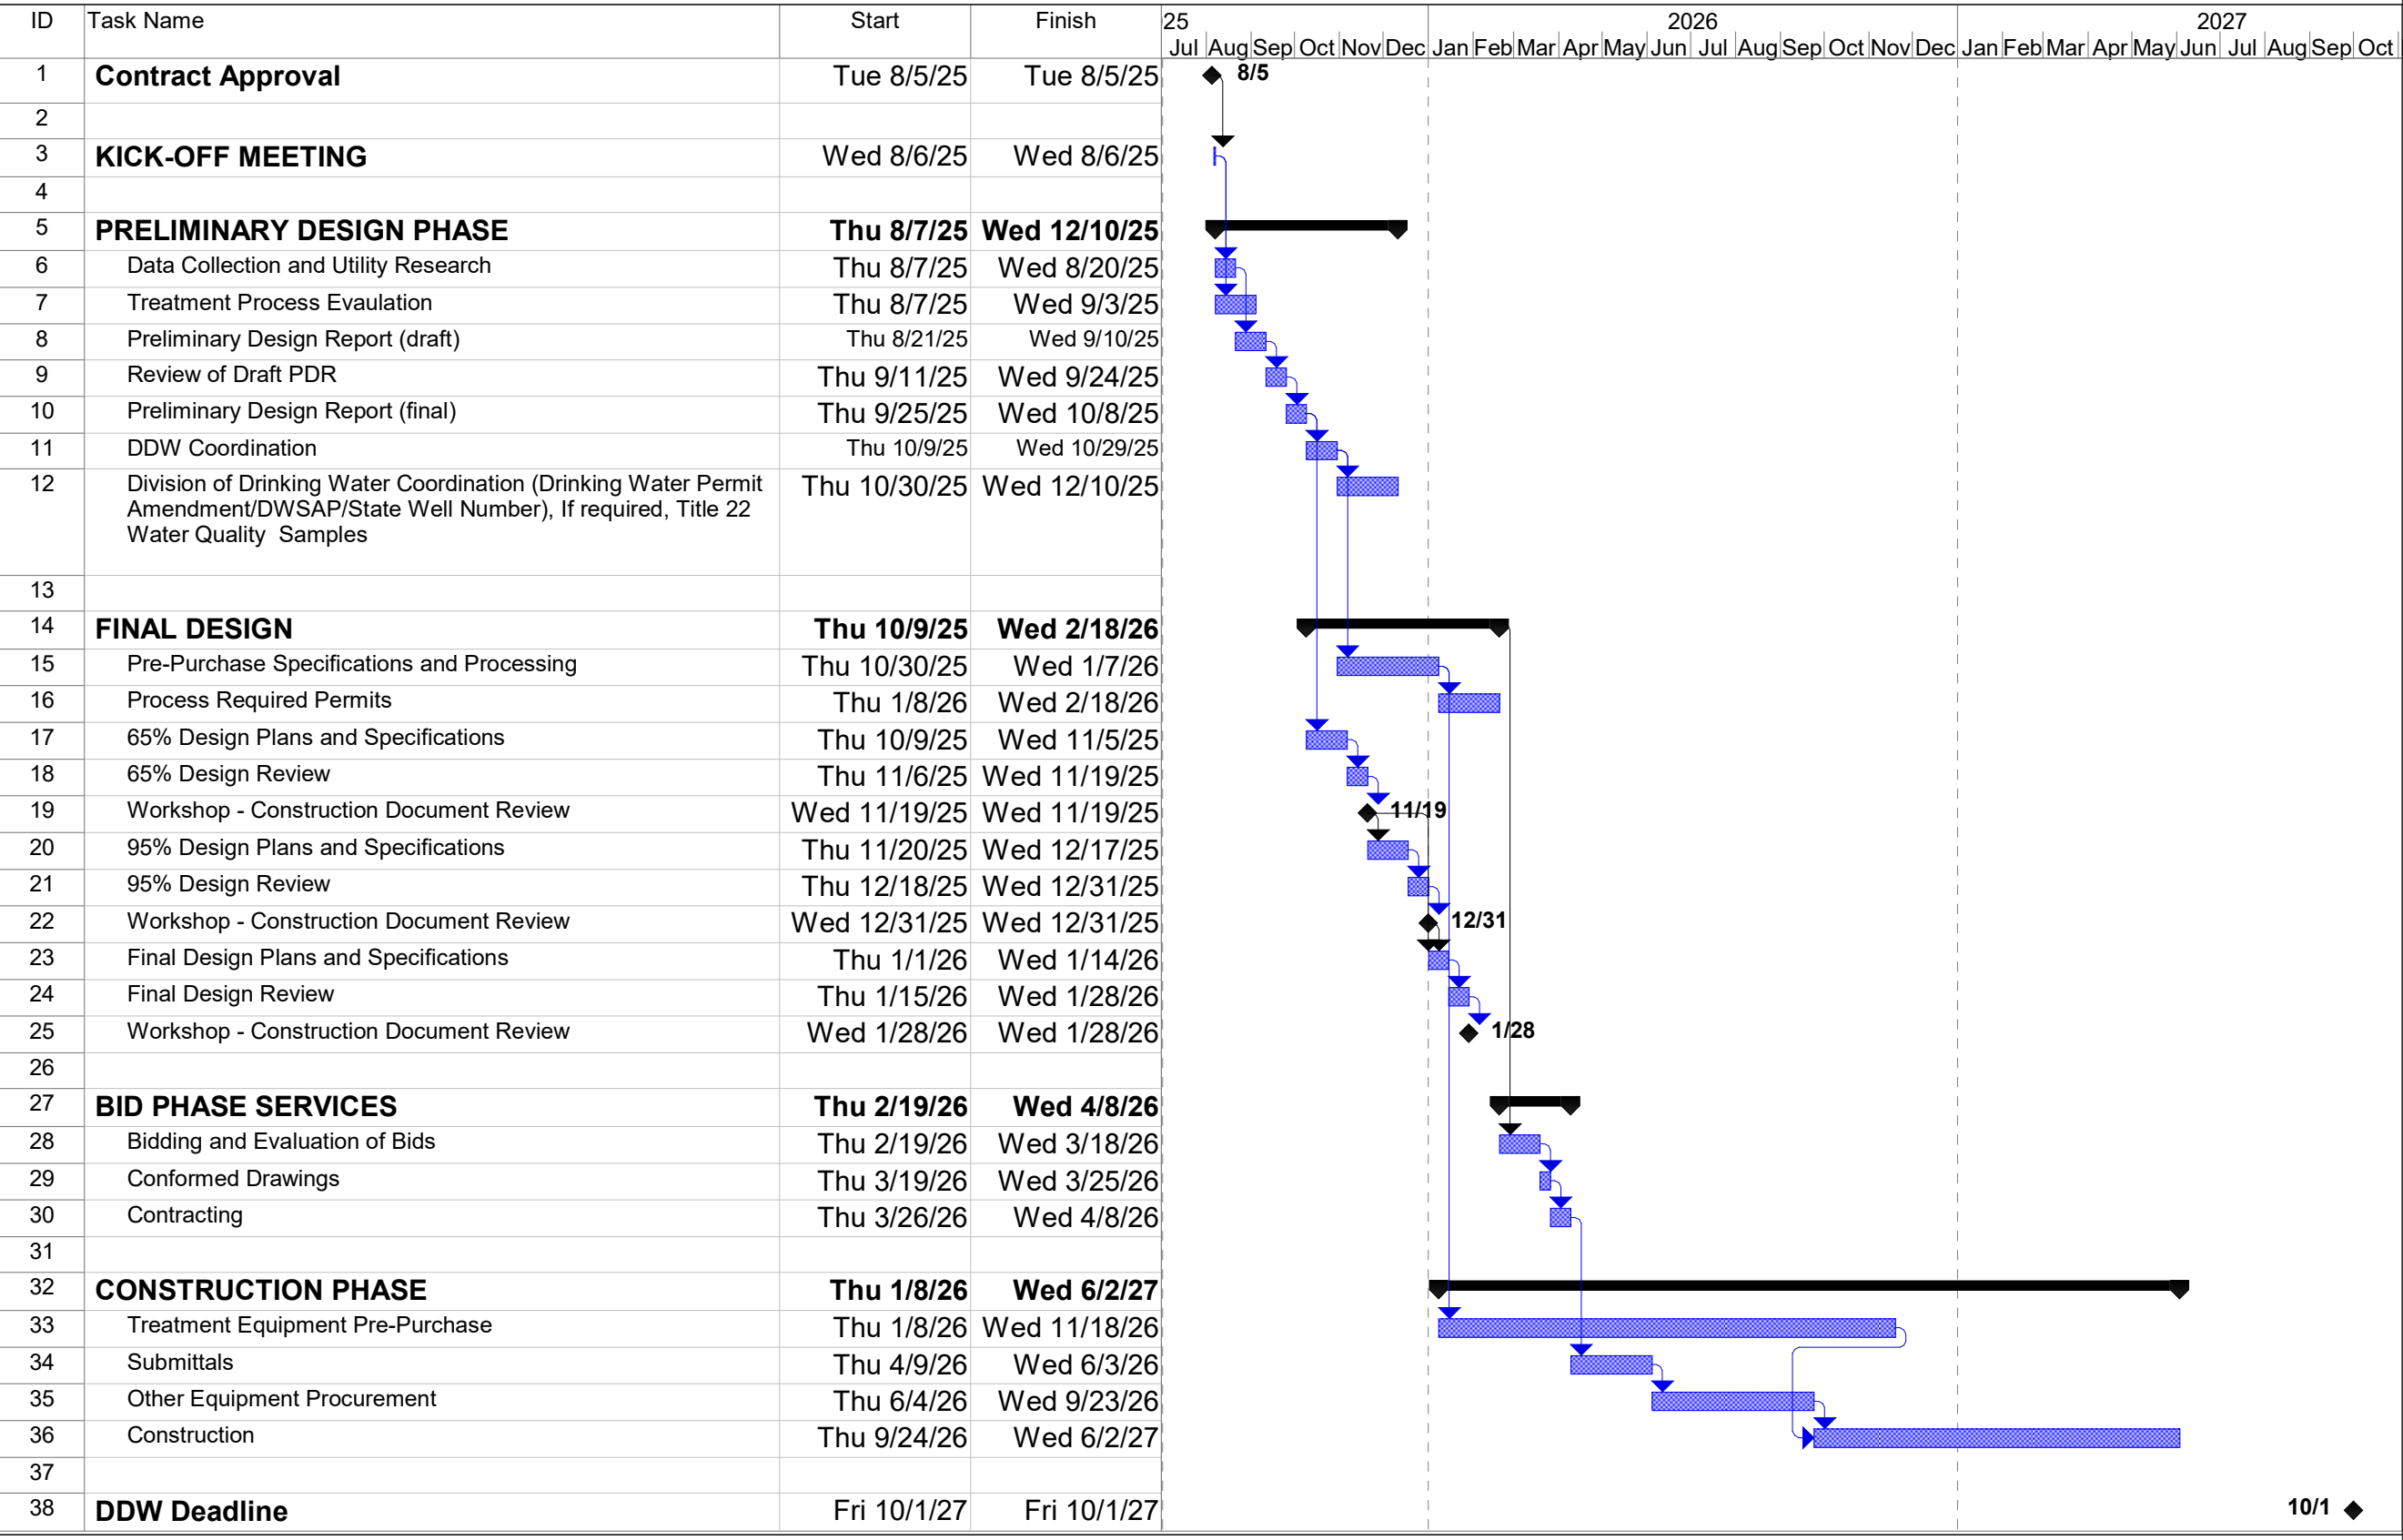 ID Task Name Start Finish 25 2026 2027
Jul Aug Sep Oct Nov Dec Jan Feb Mar Apr May Jun Jul Aug Sep Oct Nov Dec Jan Feb Mar Apr May Jun Jul Aug Sep Oct
1 Contract Approval Tue 8/5/25 Tue 8/5/25 8/5
2
3 KICK-OFF MEETING Wed 8/6/25 Wed 8/6/25
4
5 PRELIMINARY DESIGN PHASE Thu 8/7/25 Wed 12/10/25
6 Data Collection and Utility Research Thu 8/7/25 Wed 8/20/25
7 Treatment Process Evaulation Thu 8/7/25 Wed 9/3/25
8 Preliminary Design Report (draft) Thu 8/21/25 Wed 9/10/25
9 Review of Draft PDR Thu 9/11/25 Wed 9/24/25
10 Preliminary Design Report (final) Thu 9/25/25 Wed 10/8/25
11 DDW Coordination Thu 10/9/25 Wed 10/29/25
12 Division of Drinking Water Coordination (Drinking Water Permit Thu 10/30/25 Wed 12/10/25
Amendment/DWSAP/State Well Number), If required, Title 22
Water Quality Samples
13
14 FINAL DESIGN Thu 10/9/25 Wed 2/18/26
15 Pre-Purchase Specifications and Processing Thu 10/30/25 Wed 1/7/26
16 Process Required Permits Thu 1/8/26 Wed 2/18/26
17 65% Design Plans and Specifications Thu 10/9/25 Wed 11/5/25
18 65% Design Review Thu 11/6/25 Wed 11/19/25
19 Workshop - Construction Document Review Wed 11/19/25 Wed 11/19/25 11/19
20 95% Design Plans and Specifications Thu 11/20/25 Wed 12/17/25
21 95% Design Review Thu 12/18/25 Wed 12/31/25
22 Workshop - Construction Document Review Wed 12/31/25 Wed 12/31/25 12/31
23 Final Design Plans and Specifications Thu 1/1/26 Wed 1/14/26
24 Final Design Review Thu 1/15/26 Wed 1/28/26
25 Workshop - Construction Document Review Wed 1/28/26 Wed 1/28/26 1/28
26
27 BID PHASE SERVICES Thu 2/19/26 Wed 4/8/26
28 Bidding and Evaluation of Bids Thu 2/19/26 Wed 3/18/26
29 Conformed Drawings Thu 3/19/26 Wed 3/25/26
30 Contracting Thu 3/26/26 Wed 4/8/26
31
32 CONSTRUCTION PHASE Thu 1/8/26 Wed 6/2/27
33 Treatment Equipment Pre-Purchase Thu 1/8/26 Wed 11/18/26
34 Submittals Thu 4/9/26 Wed 6/3/26
35 Other Equipment Procurement Thu 6/4/26 Wed 9/23/26
36 Construction Thu 9/24/26 Wed 6/2/27
37
38 DDW Deadline Fri 10/1/27 Fri 10/1/27 10/1